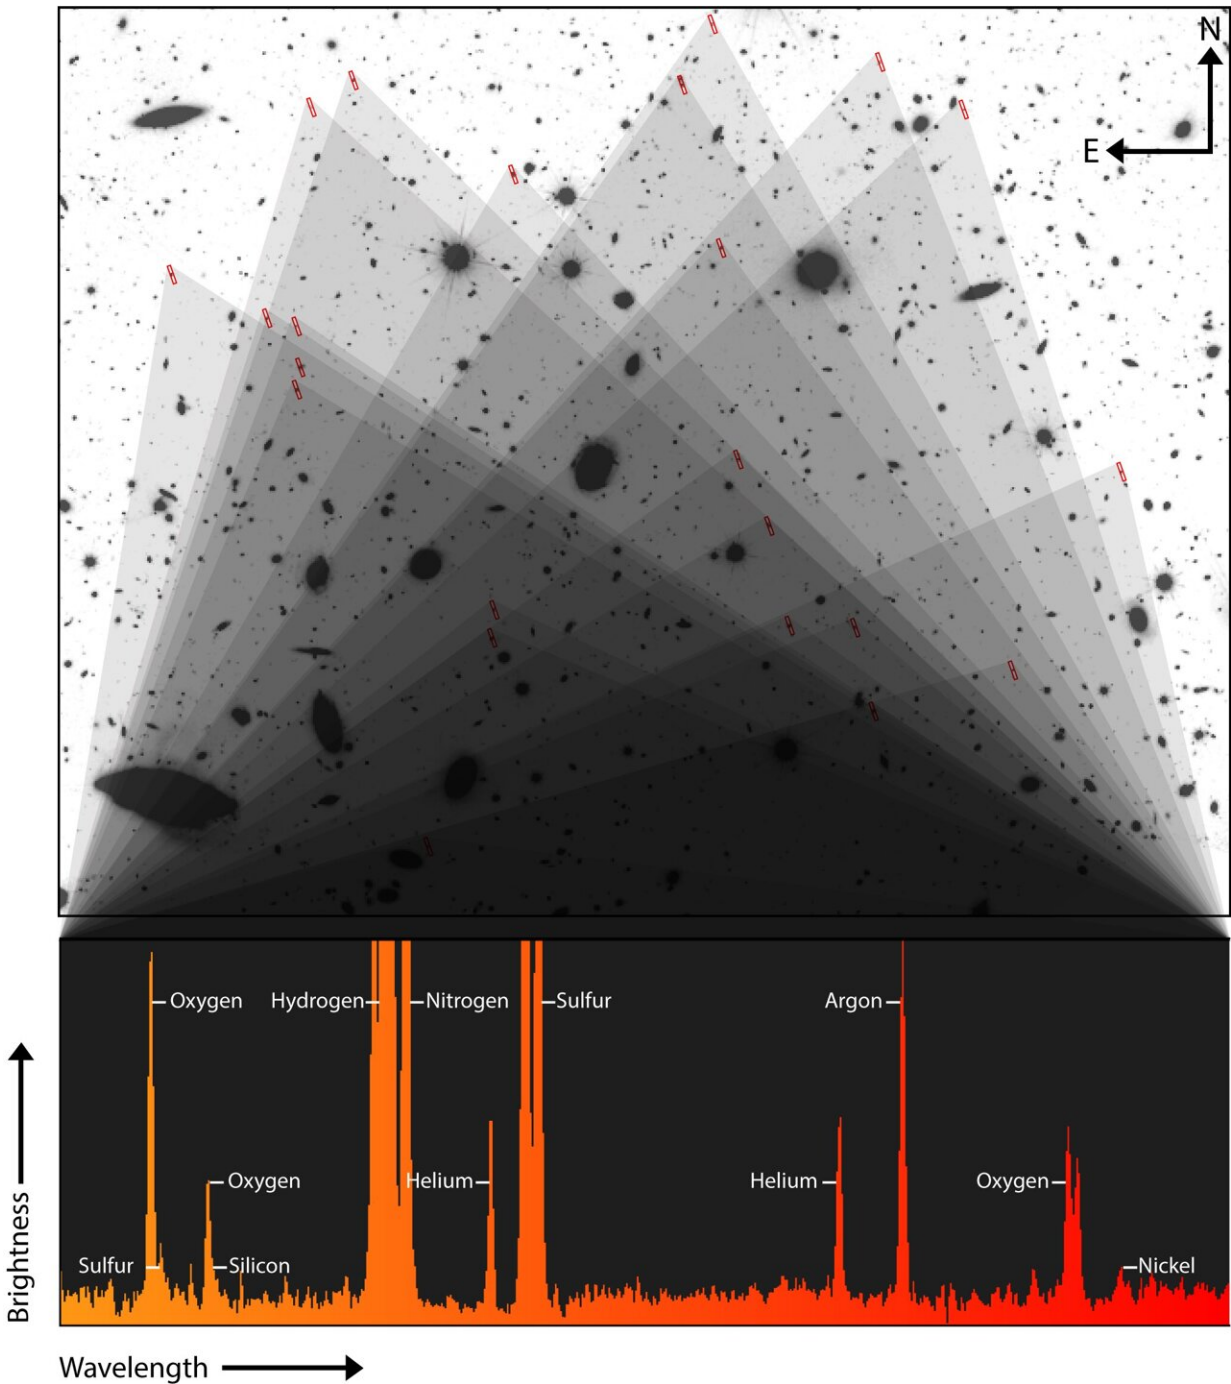 N
E
Oxygen
Hydrogen
Nitrogen
Sulfur
Argon
Oxygen
Helium
Helium
Oxygen
Sulfur
Silicon
Nickel
Brightness
Wavelength